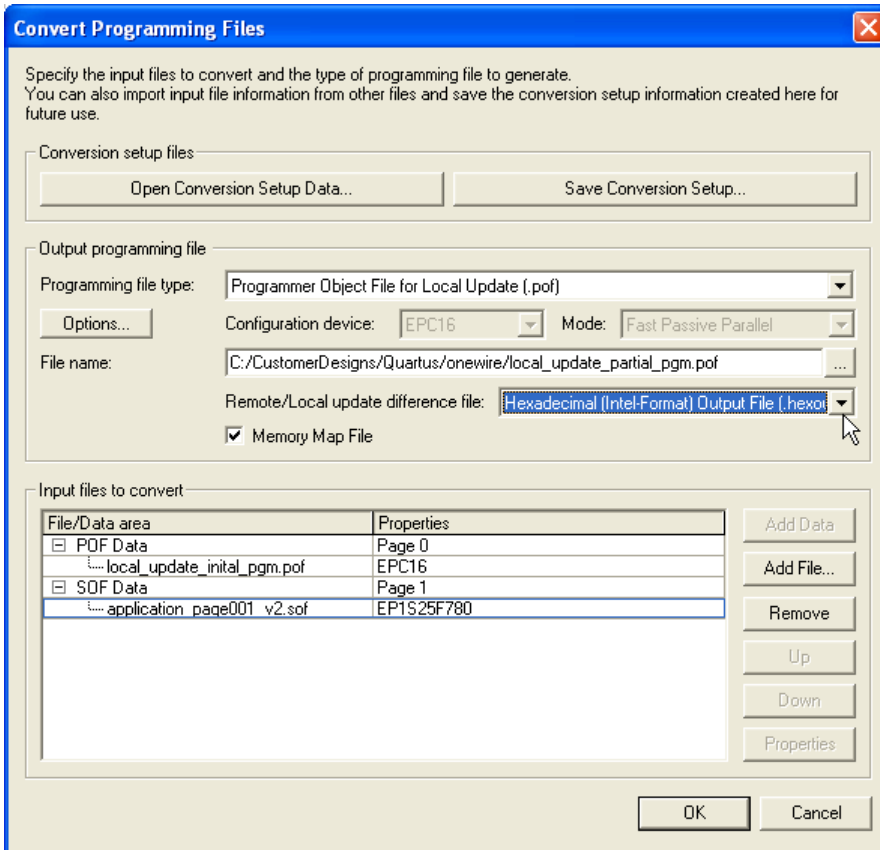 Convert Programming Files
Specify the input files to convert and the type of programming file to generate.
You can also import input file information from other files and save the conversion setup information created here for
future use.
Conversion setup files
Open Conversion Setup Data...
Save Conversion Setup...
Output programming file
Programming file type:
Programmer Object File for Local Update (.pof)
Options...
Configuration device:
EPC16
Mode:
Fast Passive Parallel
File name:
C:/CustomerDesigns/Quartus/onewire/local_update_partial_pgm.pof
...
Remote/Local update difference file:
Hexadecimal (Intel-Format) Output File (.hexou
Memory Map File
Input files to convert
File/Data area Properties
POF Data Page 0
local_update_inital_pgm.pof EPC16
SOF Data Page 1
application_page001_v2.sof EP1S25F780
Add Data
Add File...
Remove
Up
Down
Properties
OK
Cancel